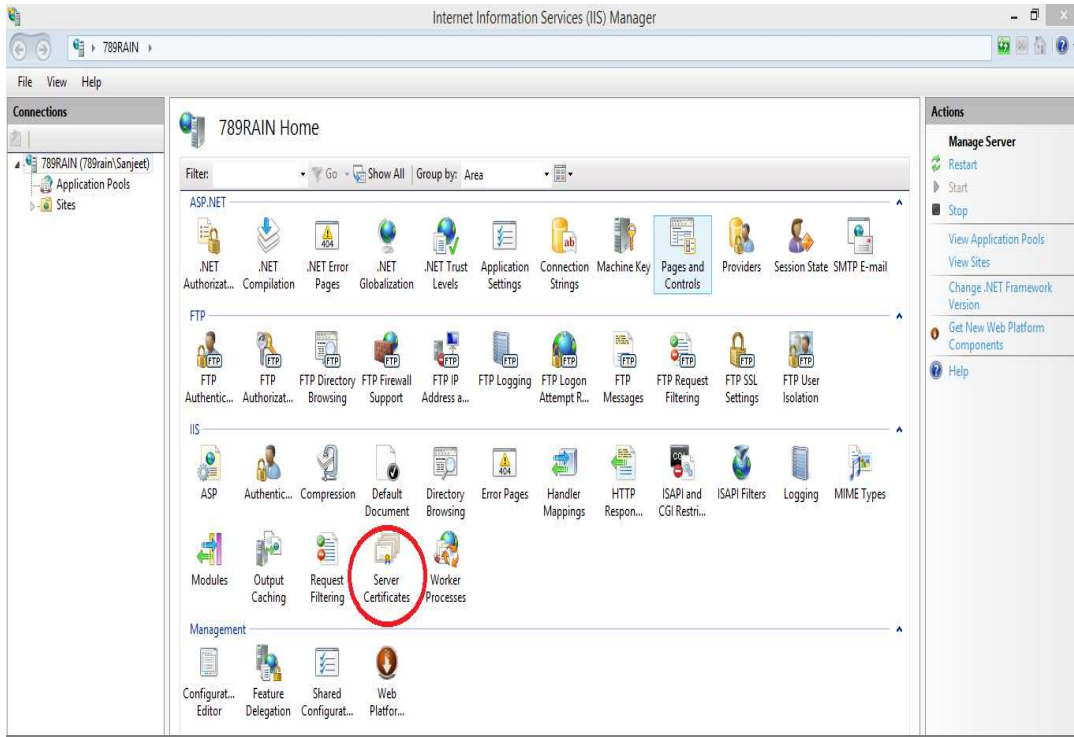 Internet Information Services (IIS) Manager
789RAIN
File View Help
Connections
789RAIN (789rain\Sanjeet)
Application Pools
Sites
789RAIN Home
Filter: Go Show All Group by: Area
ASP.NET
.NET Authorizat...
.NET Compilation
.NET Error Pages
.NET Globalization
.NET Trust Levels
Application Settings
Connection Strings
Machine Key
Pages and Controls
Providers
Session State
SMTP E-mail
FTP
FTP Authentic...
FTP Authorizat...
FTP Directory Browsing
FTP Firewall Support
FTP IP Address a...
FTP Logging
FTP Logon Attempt R...
FTP Messages
FTP Request Filtering
FTP SSL Settings
FTP User Isolation
IIS
ASP
Authentic...
Compression
Default Document
Directory Browsing
Error Pages
Handler Mappings
HTTP Respon...
ISAPI and CGI Restri...
ISAPI Filters
Logging
MIME Types
Modules
Output Caching
Request Filtering
Server Certificates
Worker Processes
Management
Configurat... Editor
Feature Delegation
Shared Configurat...
Web Platfor...
Actions
Manage Server
Restart
Start
Stop
View Application Pools
View Sites
Change .NET Framework
Version
Get New Web Platform
Components
Help